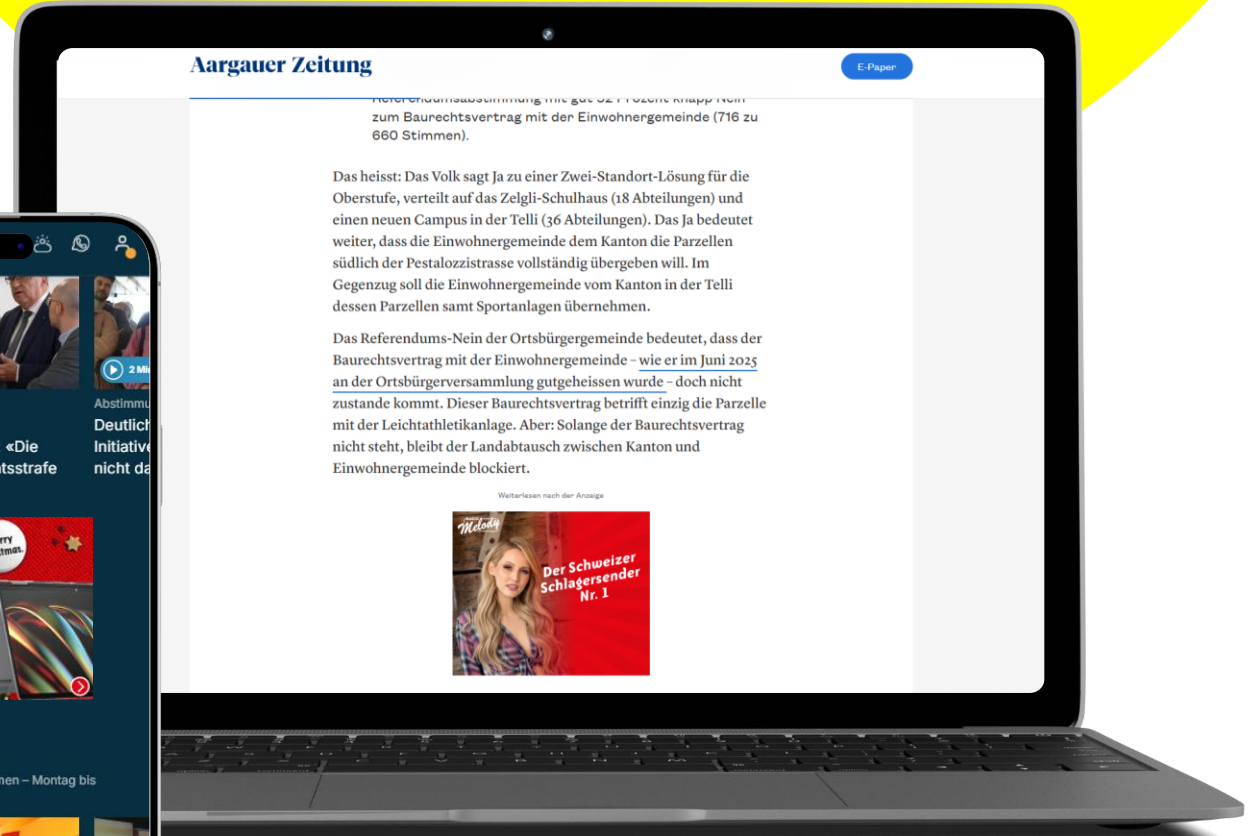 Aargauer Zeitung
E-Paper
zum Baurechtsvertrag mit der Einwohnergemeinde (716 zu
660 Stimmen).
Das heisst: Das Volk sagt Ja zu einer Zwei-Standort-Lösung für die
Oberstufe, verteilt auf das Zelgli-Schulhaus (18 Abteilungen) und
einen neuen Campus in der Telli (36 Abteilungen). Das Ja bedeutet
weiter, dass die Einwohnergemeinde dem Kanton die Parzellen
südlich der Pestalozzistrasse vollständig übergeben will. Im
Gegenzug soll die Einwohnergemeinde vom Kanton in der Telli
dessen Parzellen samt Sportanlagen übernehmen.
Das Referendums-Nein der Ortsbürgergemeinde bedeutet, dass der
Baurechtsvertrag mit der Einwohnergemeinde – wie er im Juni 2025
an der Ortsbürgerversammlung gutgeheissen wurde – doch nicht
zustande kommt. Dieser Baurechtsvertrag betrifft einzig die Parzelle
mit der Leichtathletikanlage. Aber: Solange der Baurechtsvertrag
nicht steht, bleibt der Landabtausch zwischen Kanton und
Einwohnergemeinde blockiert.
Weiterlesen nach der Anzeige
Melody
Der Schweizer
Schlagersender
Nr. 1
2 Min
Abstimmu
Deutlich
Initiative
nicht da
«Die
tsstrafe
rry
tmas.
nen – Montag bis